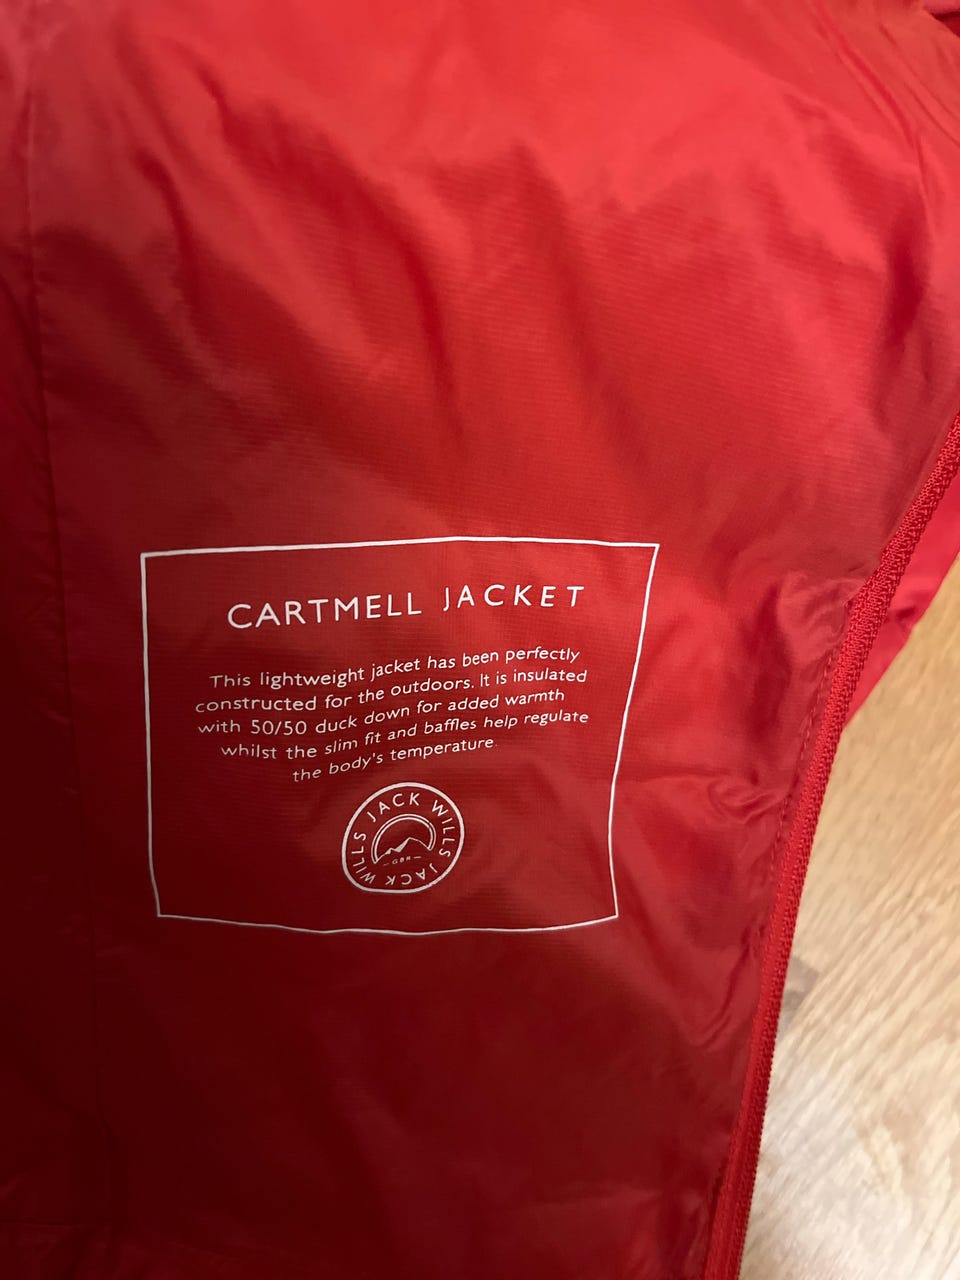 CARTMELL JACKET
This lightweight jacket has been perfectly
constructed for the outdoors. It is insulated
with 50/50 duck down for added warmth
whilst the slim fit and baffles help regulate
the body's temperature.
JACK WILLS JACK WILLS
GBR